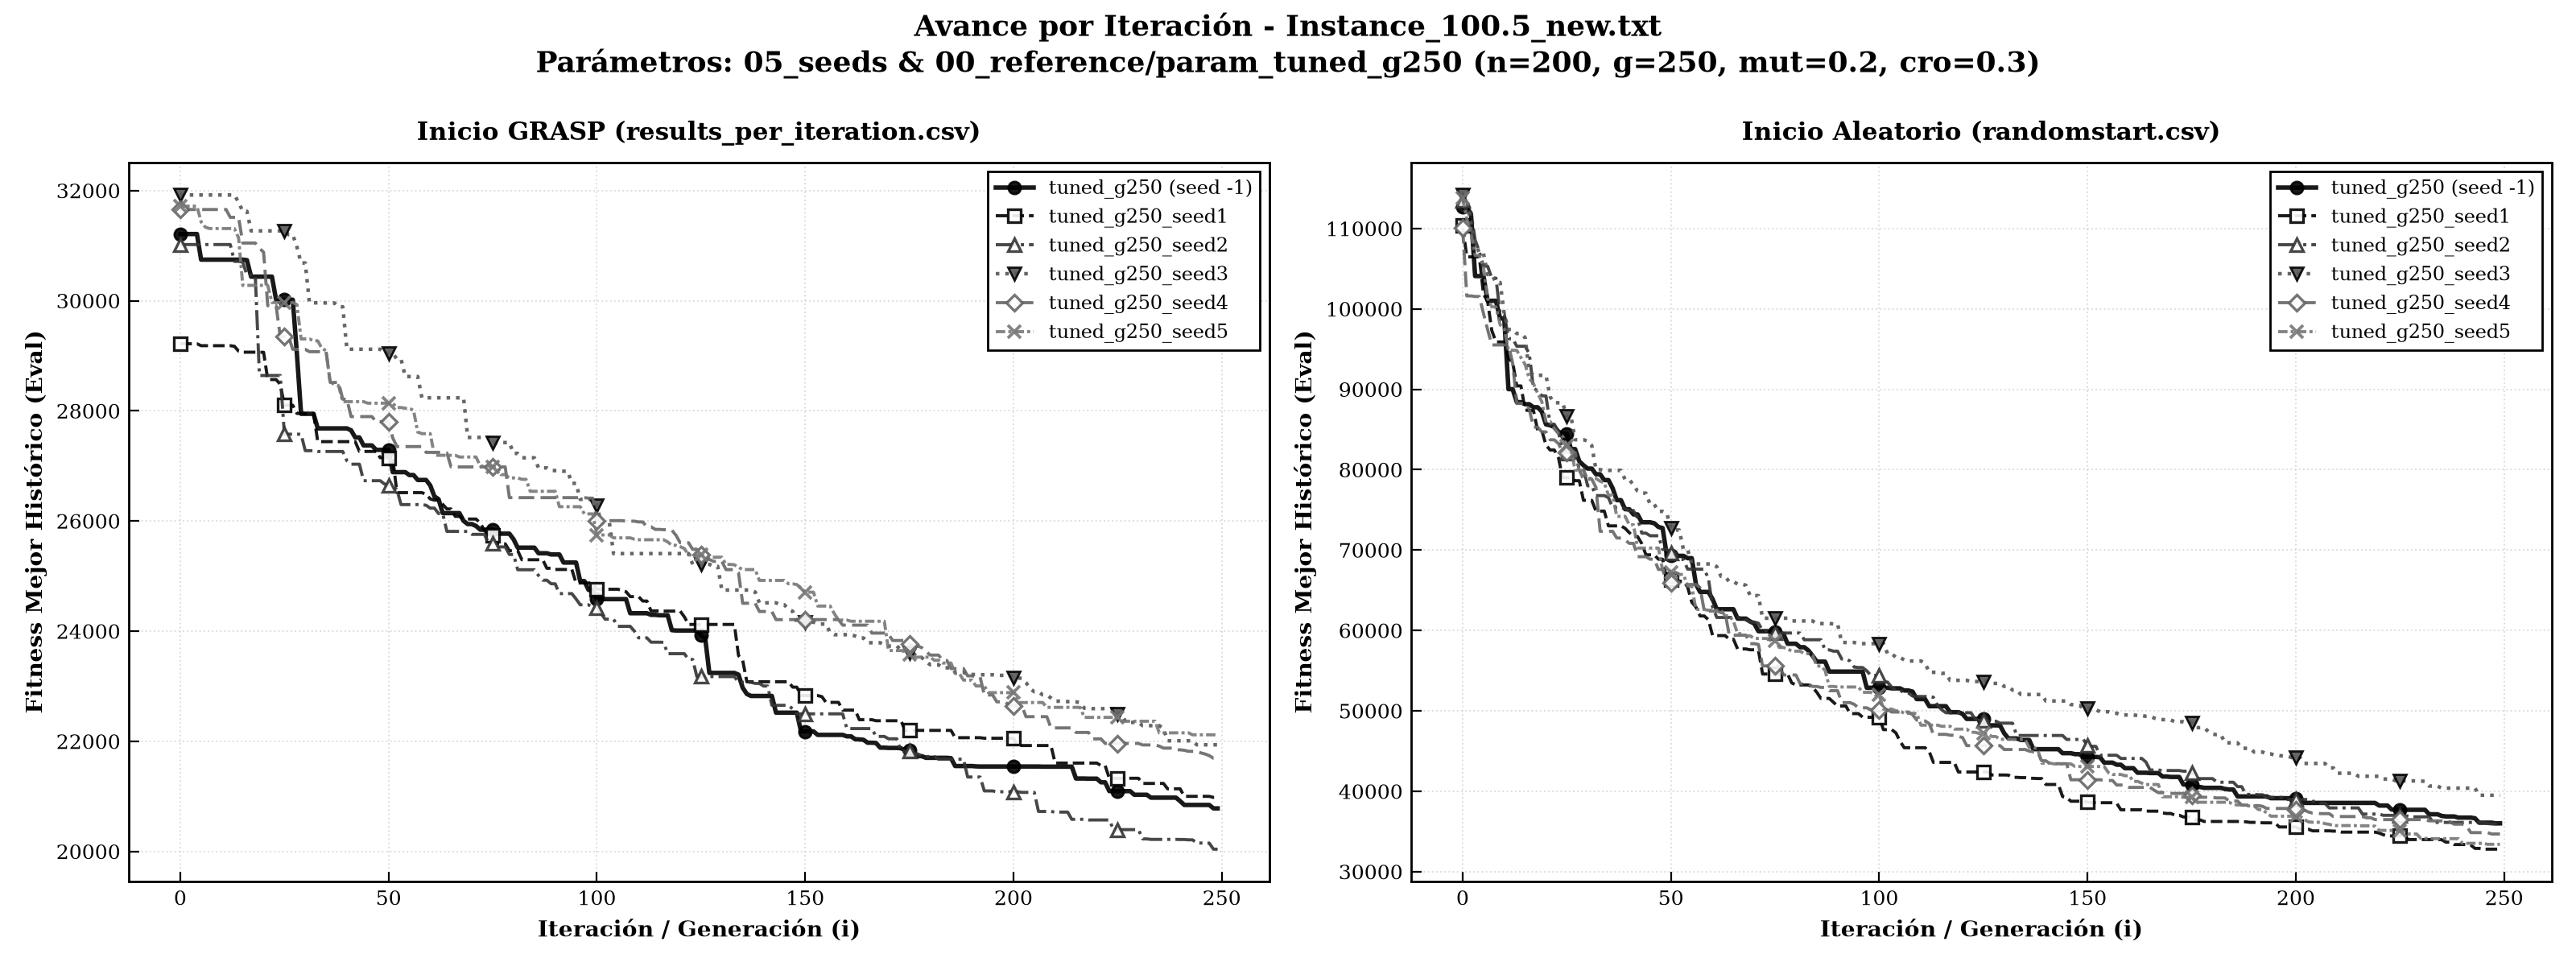 Avance por Iteración - Instance_100.5_new.txt
Parámetros: 05_seeds & 00_reference/param_tuned_g250 (n=200, g=250, mut=0.2, cro=0.3)
Inicio GRASP (results_per_iteration.csv)
Fitness Mejor Histórico (Eval)
32000
30000
28000
26000
24000
22000
20000
tuned_g250 (seed -1)
tuned_g250_seed1
tuned_g250_seed2
tuned_g250_seed3
tuned_g250_seed4
tuned_g250_seed5
0 50 100 150 200 250
Iteración / Generación (i)
Inicio Aleatorio (randomstart.csv)
Fitness Mejor Histórico (Eval)
110000
100000
90000
80000
70000
60000
50000
40000
30000
tuned_g250 (seed -1)
tuned_g250_seed1
tuned_g250_seed2
tuned_g250_seed3
tuned_g250_seed4
tuned_g250_seed5
0 50 100 150 200 250
Iteración / Generación (i)